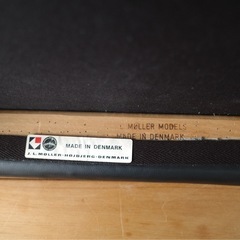 J.L. MØLLER MODELS
MADE IN DENMARK
MADE IN DENMARK
J.L. MØLLER · HØJBJERG · DENMARK